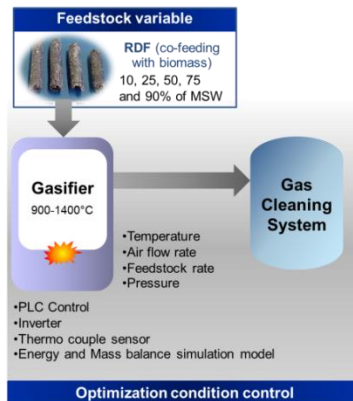 Feedstock variable
RDF (co-feeding
with biomass)
10, 25, 50, 75
and 90% of MSW
Gasifier
900-1400°C
Gas
Cleaning
System
•Temperature
•Air flow rate
•Feedstock rate
•Pressure
•PLC Control
•Inverter
•Thermo couple sensor
•Energy and Mass balance simulation model
Optimization condition control